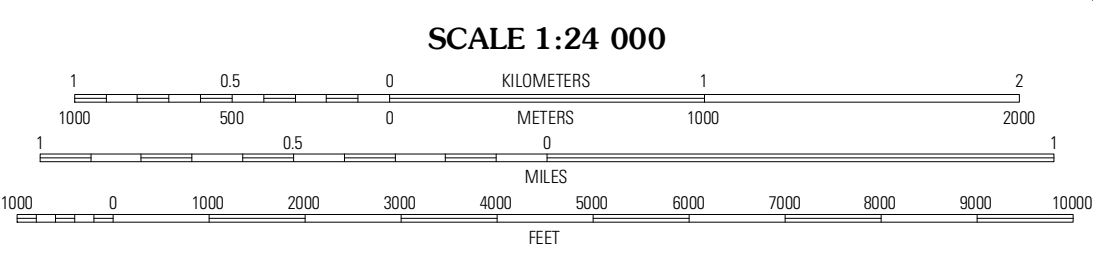 SCALE 1:24 000
1 0.5 0 KILOMETERS 1 2
1000 500 0 METERS 1000 2000
1 0.5 0 1
MILES
1000 0 1000 2000 3000 4000 5000 6000 7000 8000 9000 10000
FEET